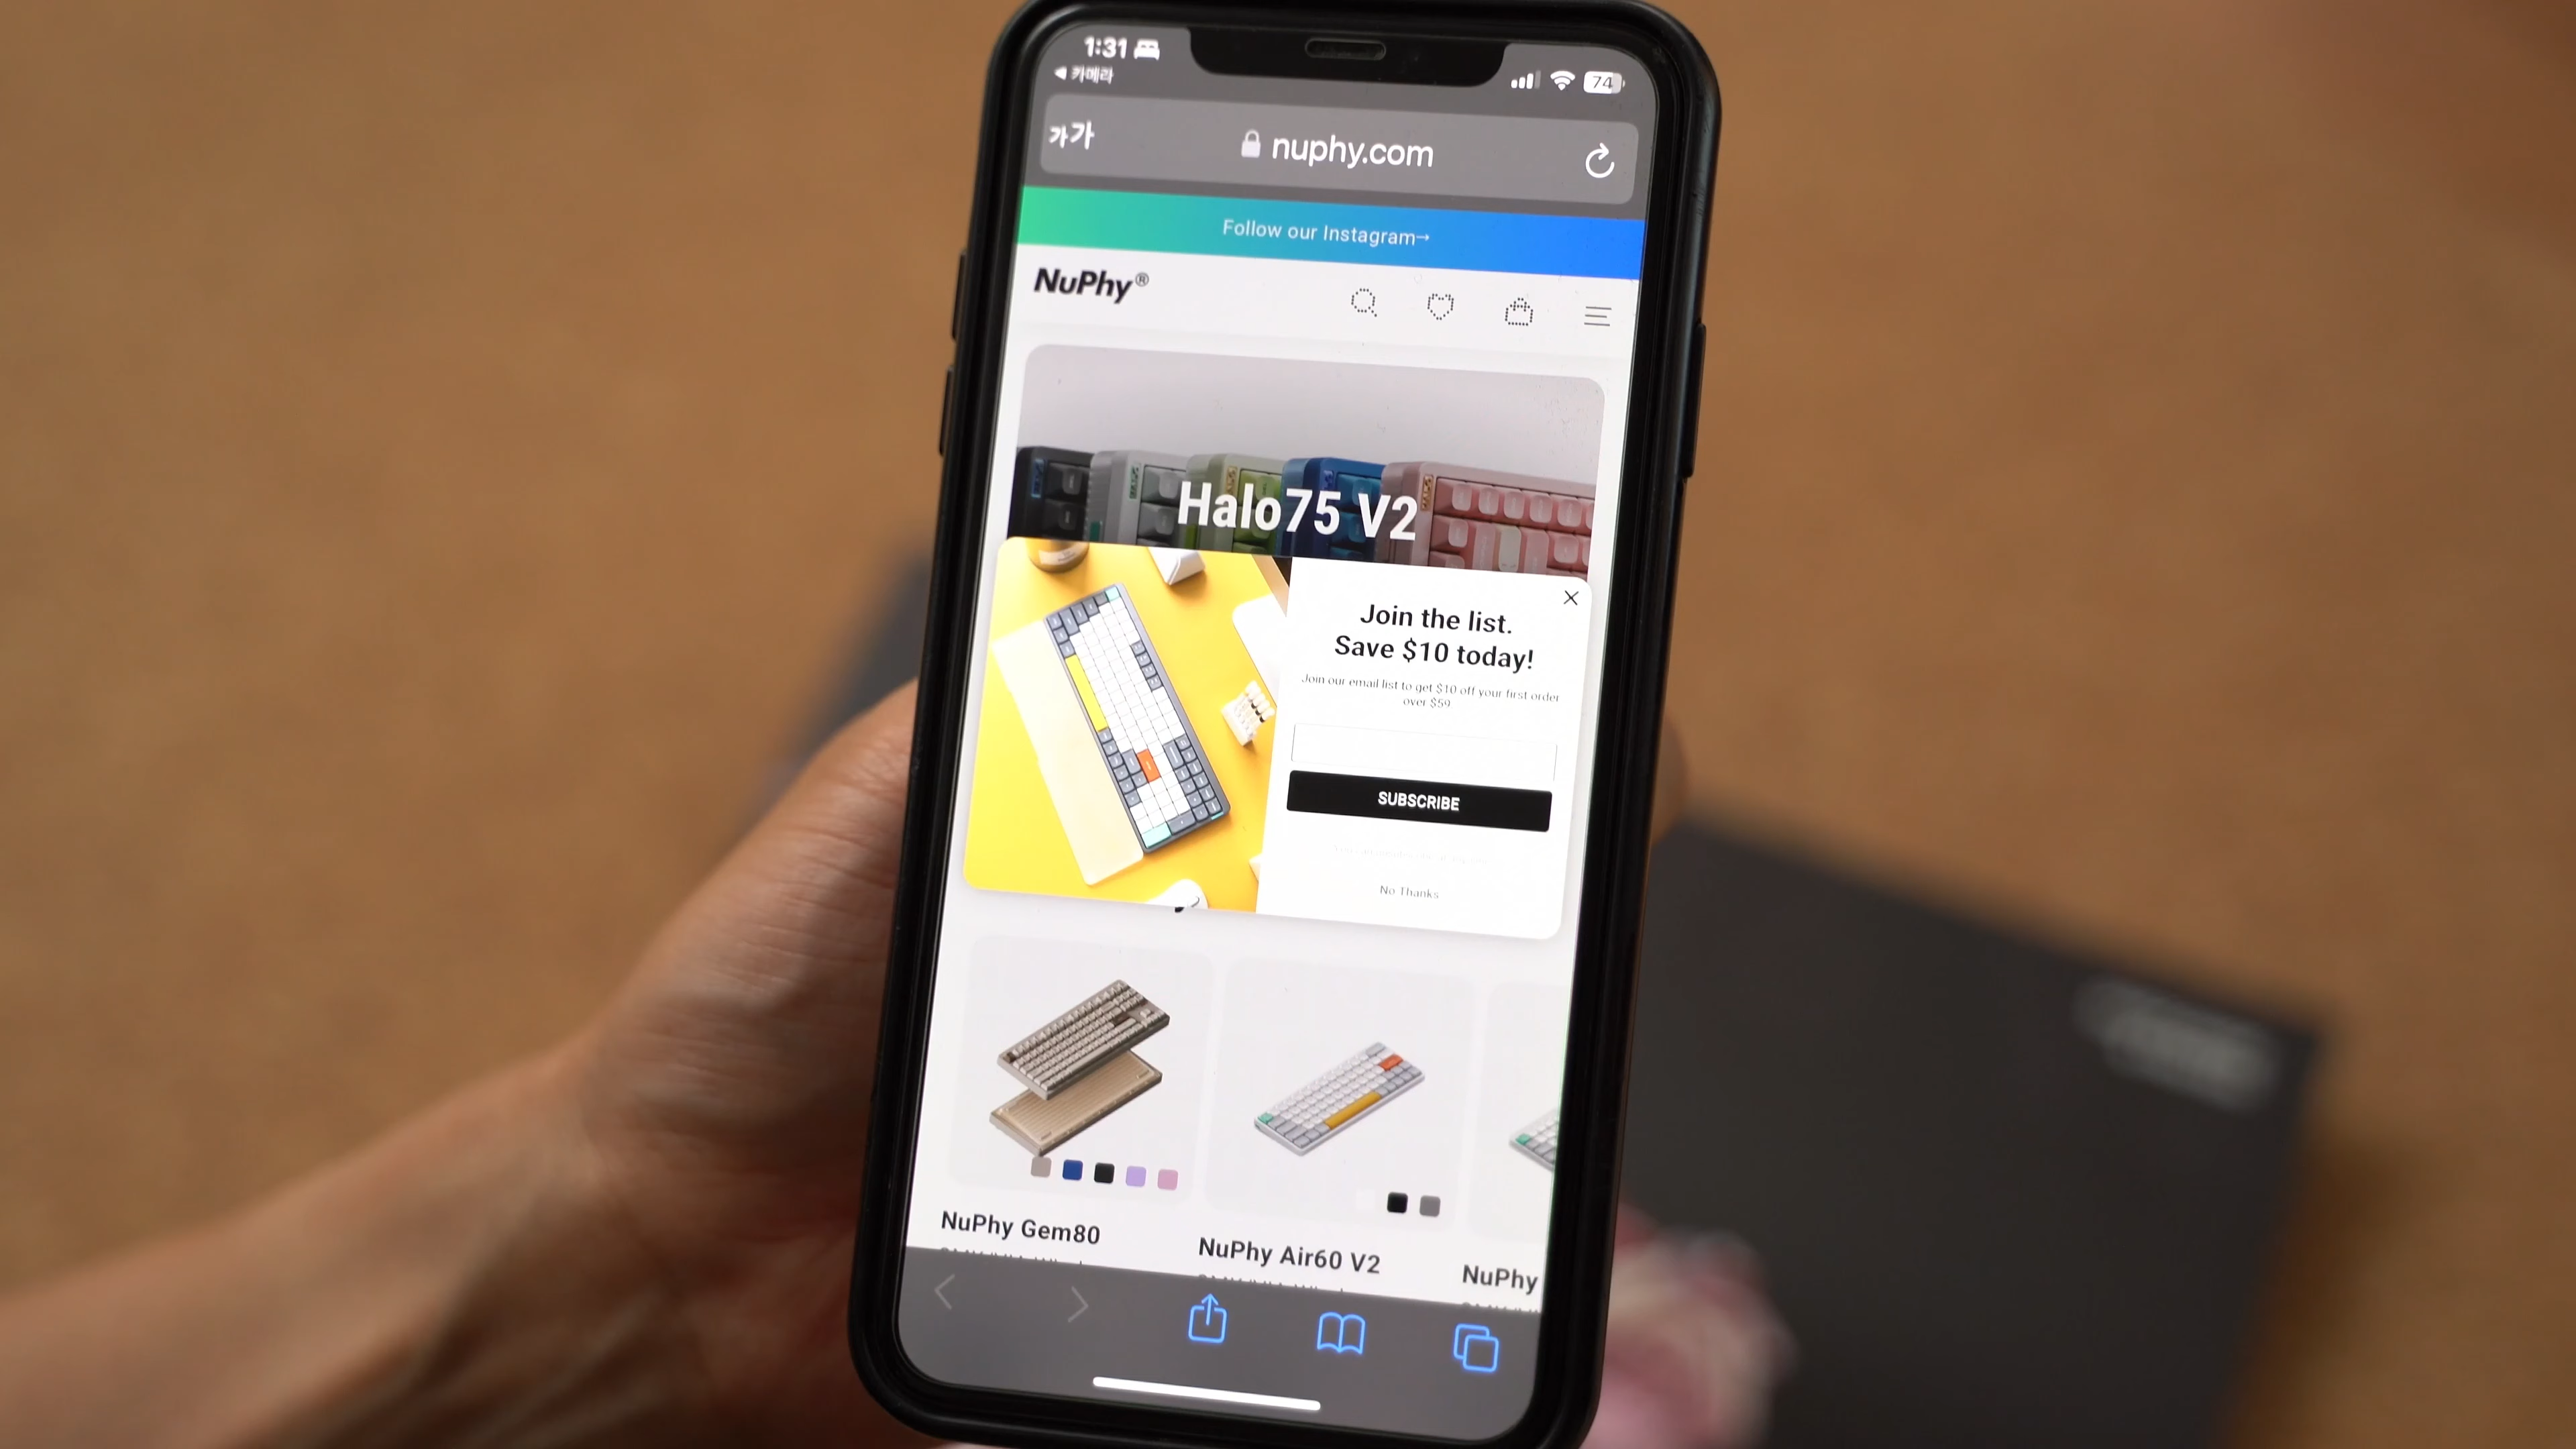 1:31
◀ 카메라
74
가가
nuphy.com
Follow our Instagram→
NuPhy®
Halo75 V2
Join the list.
Save $10 today!
Join our email list to get $10 off your first order
over $59
SUBSCRIBE
No Thanks
NuPhy Gem80
NuPhy Air60 V2
NuPhy